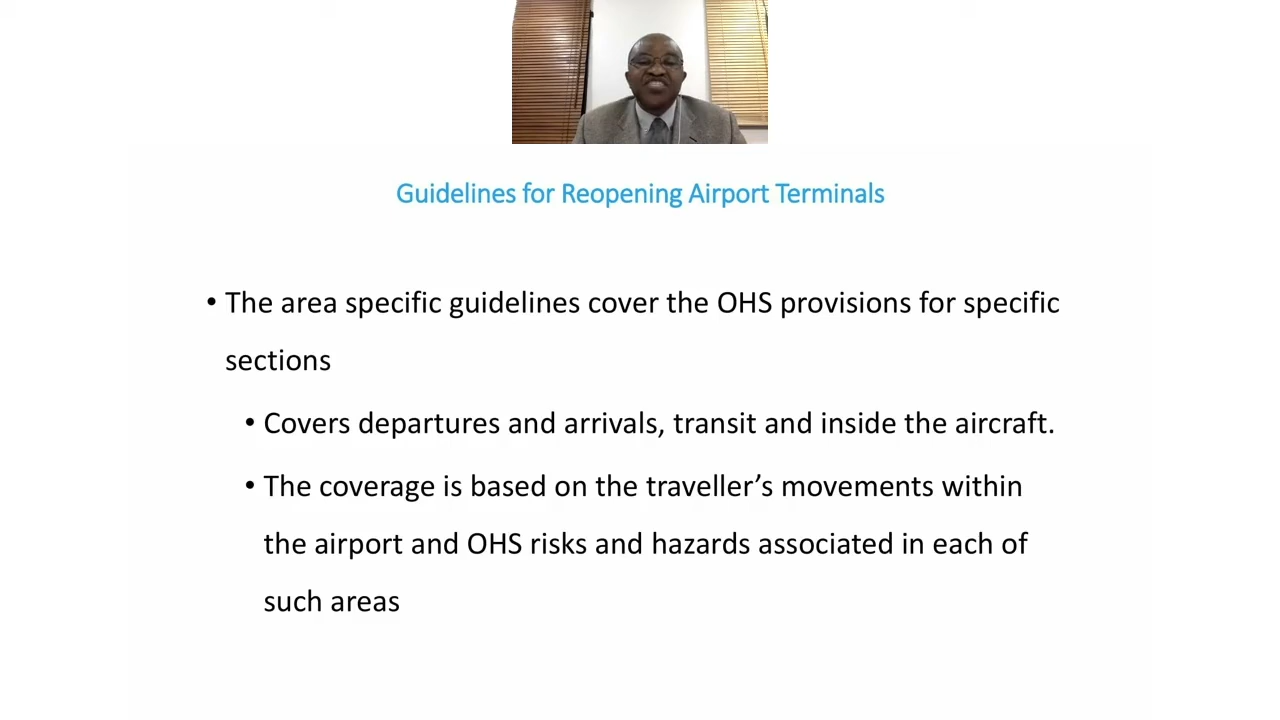 Guidelines for Reopening Airport Terminals
• The area specific guidelines cover the OHS provisions for specific
sections
• Covers departures and arrivals, transit and inside the aircraft.
• The coverage is based on the traveller’s movements within
the airport and OHS risks and hazards associated in each of
such areas